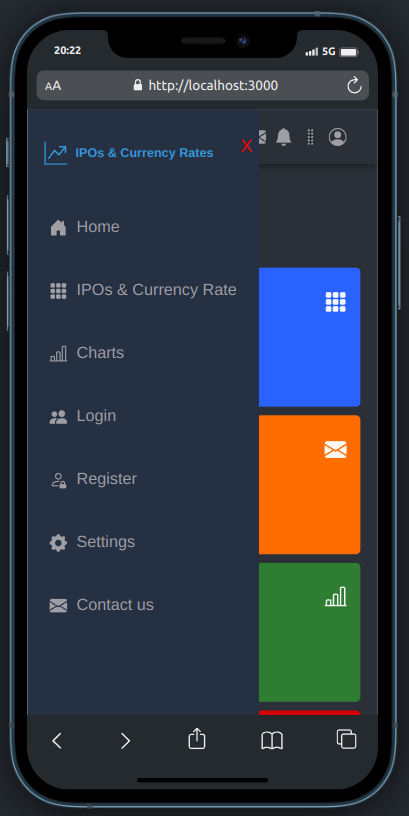 20:22
5G
AA http://localhost:3000
IPOs & Currency Rates
X
Home
IPOs & Currency Rate
Charts
Login
Register
Settings
Contact us